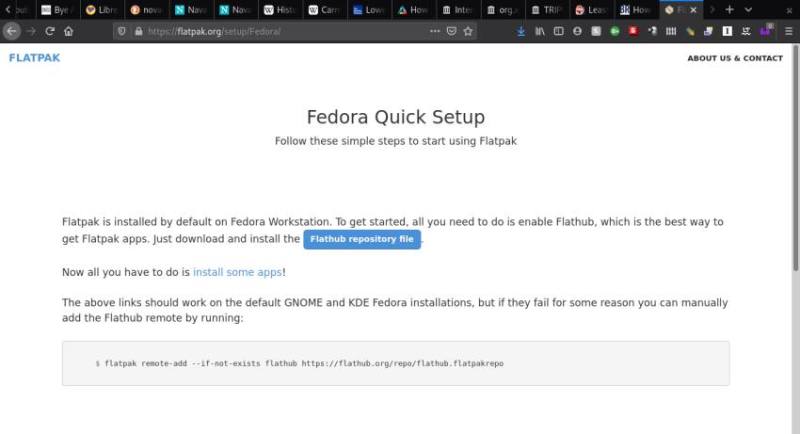 Bye
Libre
nova
Nava
Nava
Histo
Carr
Lowe
How
Inter
org.x
TRIP
Least
How
https://flatpak.org/setup/Fedora/
FLATPAK
ABOUT US & CONTACT
Fedora Quick Setup
Follow these simple steps to start using Flatpak
Flatpak is installed by default on Fedora Workstation. To get started, all you need to do is enable Flathub, which is the best way to
get Flatpak apps. Just download and install the Flathub repository file.
Now all you have to do is install some apps!
The above links should work on the default GNOME and KDE Fedora installations, but if they fail for some reason you can manually
add the Flathub remote by running:
$ flatpak remote-add --if-not-exists flathub https://flathub.org/repo/flathub.flatpakrepo